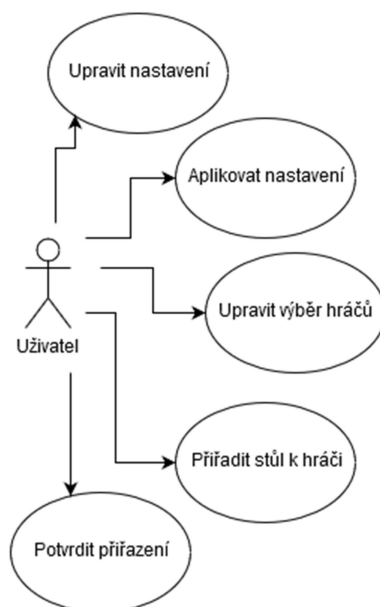 Upravit nastavení
Aplikovat nastavení
Upravit výběr hráčů
Uživatel
Přiřadit stůl k hráči
Potvrdit přiřazení